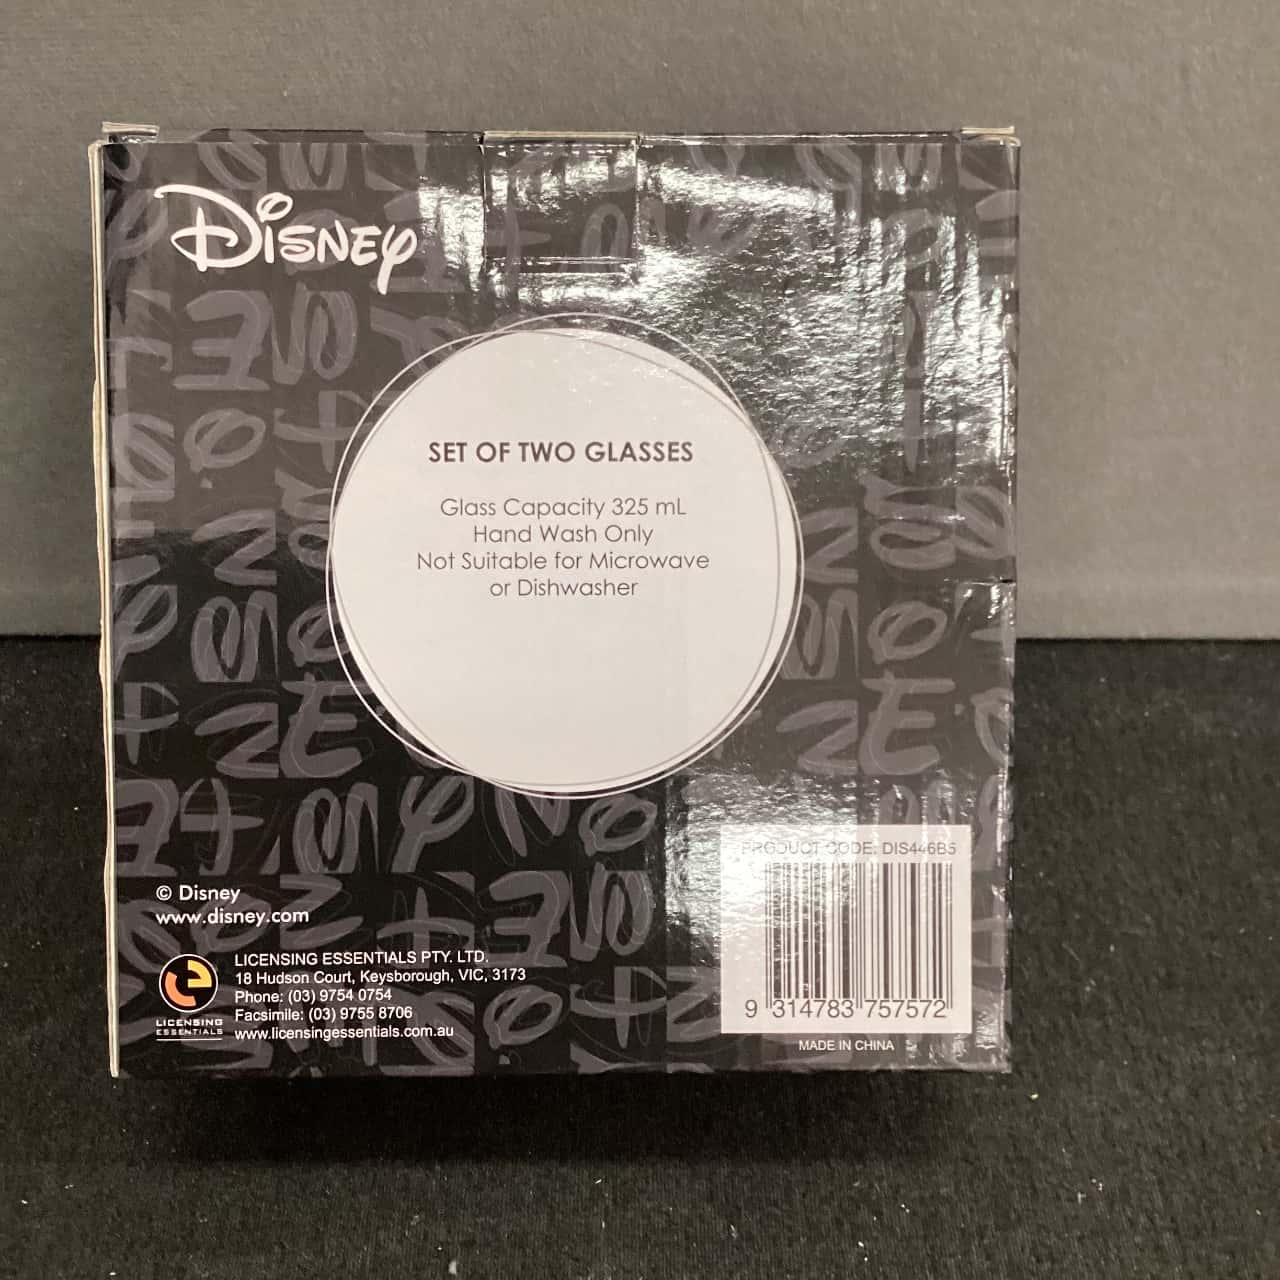 Disney
SET OF TWO GLASSES
Glass Capacity 325 mL
Hand Wash Only
Not Suitable for Microwave
or Dishwasher
© Disney
www.disney.com
LICENSING
ESSENTIALS
LICENSING ESSENTIALS PTY. LTD.
18 Hudson Court, Keysborough, VIC, 3173
Phone: (03) 9754 0754
Facsimile: (03) 9755 8706
www.licensingessentials.com.au
PRODUCT CODE: DIS446B5
9 314783 757572
MADE IN CHINA